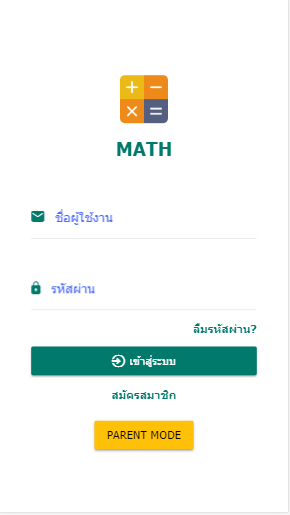 MATH
ชื่อผู้ใช้งาน
รหัสผ่าน
ลืมรหัสผ่าน?
เข้าสู่ระบบ
สมัครสมาชิก
PARENT MODE